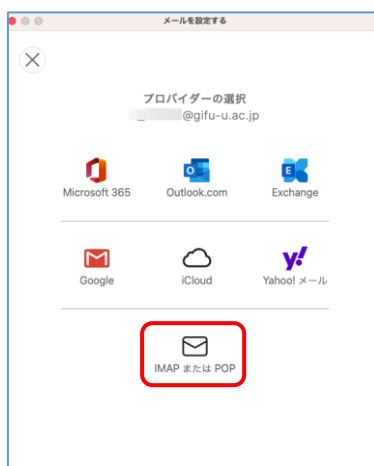 メールを設定する
プロバイダーの選択
@gifu-u.ac.jp
Microsoft 365
Outlook.com
Exchange
Google
iCloud
Yahoo! メール
IMAP または POP